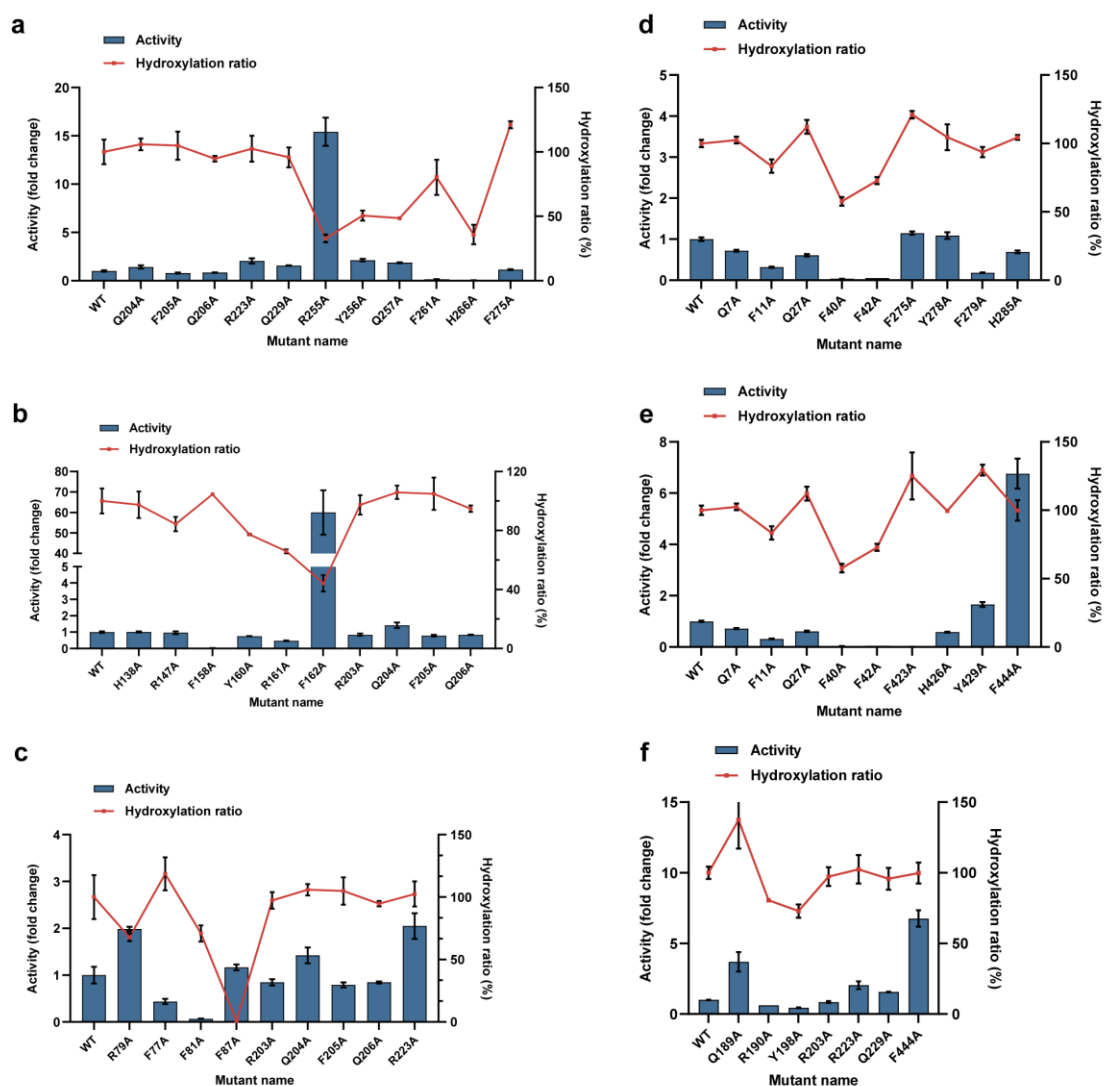 a
Activity
Hydroxylation ratio
20
15
10
5
0
150
100
50
0
Activity (fold change)
Hydroxylation ratio (%)
WT
Q204A
F205A
Q206A
R223A
Q229A
R255A
Y256A
Q257A
F261A
H266A
F275A
Mutant name
b
Activity
Hydroxylation ratio
80
70
60
50
40
5
4
3
2
1
0
120
80
40
0
Activity (fold change)
Hydroxylation ratio (%)
WT
H138A
R147A
F158A
Y160A
R161A
F162A
R203A
Q204A
F205A
Q206A
Mutant name
c
Activity
Hydroxylation ratio
4
3
2
1
0
150
100
50
0
Activity (fold change)
Hydroxylation ratio (%)
WT
R79A
F77A
F81A
F87A
R203A
Q204A
F205A
Q206A
R223A
Mutant name
d
Activity
Hydroxylation ratio
5
4
3
2
1
0
150
100
50
0
Activity (fold change)
Hydroxylation ratio (%)
WT
Q7A
F11A
Q27A
F40A
F42A
F275A
Y278A
F279A
H285A
Mutant name
e
Activity
Hydroxylation ratio
8
6
4
2
0
150
100
50
0
Activity (fold change)
Hydroxylation ratio (%)
WT
Q7A
F11A
Q27A
F40A
F42A
F423A
H426A
Y429A
F444A
Mutant name
f
Activity
Hydroxylation ratio
15
10
5
0
150
100
50
0
Activity (fold change)
Hydroxylation ratio (%)
WT
Q189A
R190A
Y198A
R203A
R223A
Q229A
F444A
Mutant name